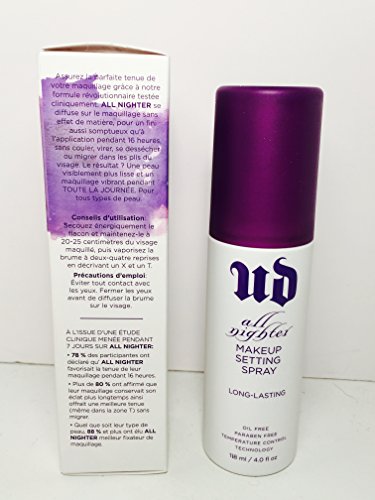 Assurez la parfaite tenue de
votre maquillage grâce à notre
formule révolutionnaire testée
cliniquement. ALL NIGHTER se
diffuse sur le maquillage sans
effet de matière, pour un fini
aussi somptueux qu'à
l'application pendant 16 heures,
sans couler, virer, se dessécher
ou migrer dans les plis du
visage. Le résultat ? Une peau
visiblement plus lisse et un
maquillage vibrant pendant
TOUTE LA JOURNÉE. Pour
tous types de peau.
Conseils d'utilisation:
Secouez énergiquement le
flacon et maintenez-le à
20-25 centimètres du visage
maquillé, puis vaporisez la
brume à deux-quatre reprises
en décrivant un X et un T.
Précautions d'emploi:
Éviter tout contact avec
les yeux. Fermer les yeux
avant de diffuser la brume
sur le visage.
À L'ISSUE D'UNE ÉTUDE
CLINIQUE MENÉE PENDANT
7 JOURS SUR ALL NIGHTER:
• 78 % des participantes ont
déclaré qu' ALL NIGHTER
favorisait la tenue de leur
maquillage pendant 16 heures.
• Plus de 80 % ont affirmé que
leur maquillage conservait son
éclat plus longtemps ainsi
offrait une meilleure tenue
(même dans la zone T) sans
migrer.
• Quel que soit leur type de
peau, 88 % et plus ont élu ALL
NIGHTER meilleur fixateur de
maquillage.
UD
all
nighter
MAKEUP
SETTING
SPRAY
LONG-LASTING
OIL FREE
PARABEN FREE
TEMPERATURE CONTROL
TECHNOLOGY
118 ml / 4.0 fl oz